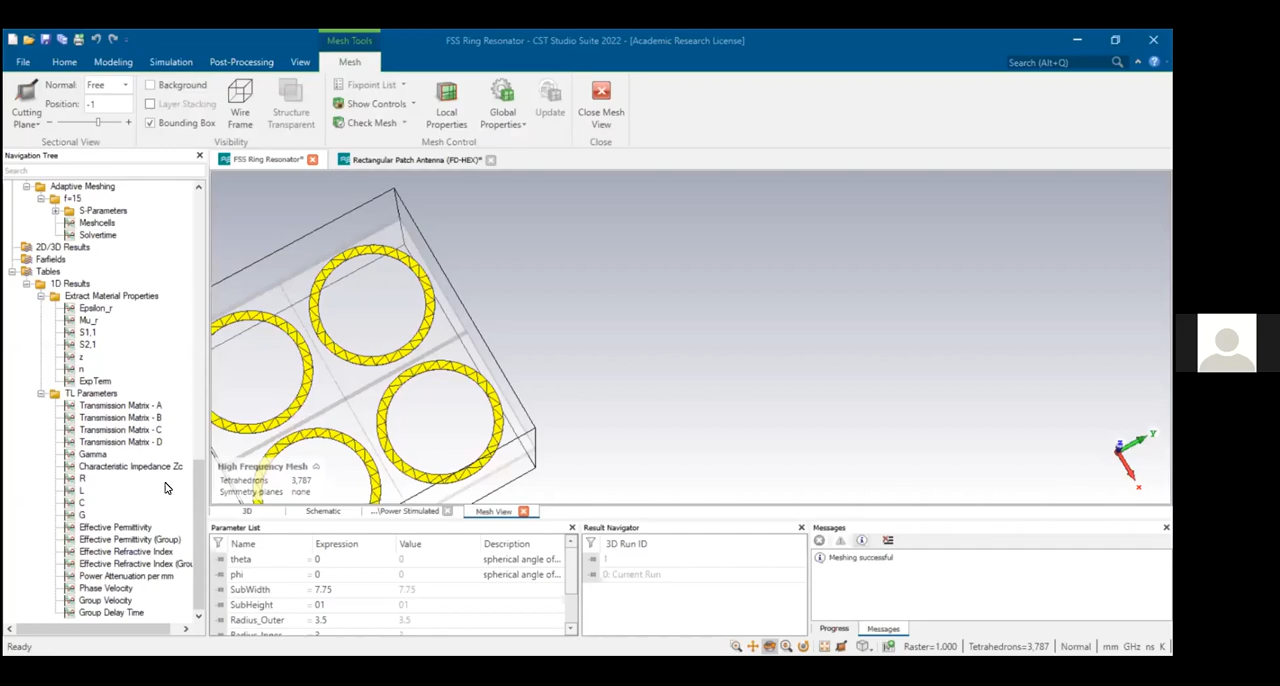 Mesh Tools
FSS Ring Resonator - CST Studio Suite 2022 - [Academic Research License]
File Home Modeling Simulation Post-Processing View Mesh
Search (Alt+Q)
Normal: Free
Position: -1
Cutting Plane
Sectional View
Background
Layer Stacking
Bounding Box
Wire Frame
Structure Transparent
Visibility
Fixpoint List
Show Controls
Check Mesh
Local Properties
Global Properties
Update
Mesh Control
Close Mesh View
Close
Navigation Tree
Search
FSS Ring Resonator*
Rectangular Patch Antenna (FD-HEX)*
Adaptive Meshing
f=15
S-Parameters
Meshcells
Solvertime
2D/3D Results
Farfields
Tables
1D Results
Extract Material Properties
Epsilon_r
Mu_r
S1,1
S2,1
z
n
ExpTerm
TL Parameters
Transmission Matrix - A
Transmission Matrix - B
Transmission Matrix - C
Transmission Matrix - D
Gamma
Characteristic Impedance Zc
R
L
C
G
Effective Permittivity
Effective Permittivity (Group)
Effective Refractive Index
Effective Refractive Index (Grou
Power Attenuation per mm
Phase Velocity
Group Velocity
Group Delay Time
High Frequency Mesh
Tetrahedrons 3,787
Symmetry planes none
Y
x
3D Schematic ...\Power Stimulated Mesh View
Parameter List
Name Expression Value Description
theta = 0 0 spherical angle of...
phi = 0 0 spherical angle of...
SubWidth = 7.75 7.75
SubHeight = 01 01
Radius_Outer = 3.5 3.5
Result Navigator
3D Run ID
1
0: Current Run
Messages
Meshing successful
Progress Messages
Ready
Raster=1.000 Tetrahedrons=3,787 Normal mm GHz ns K